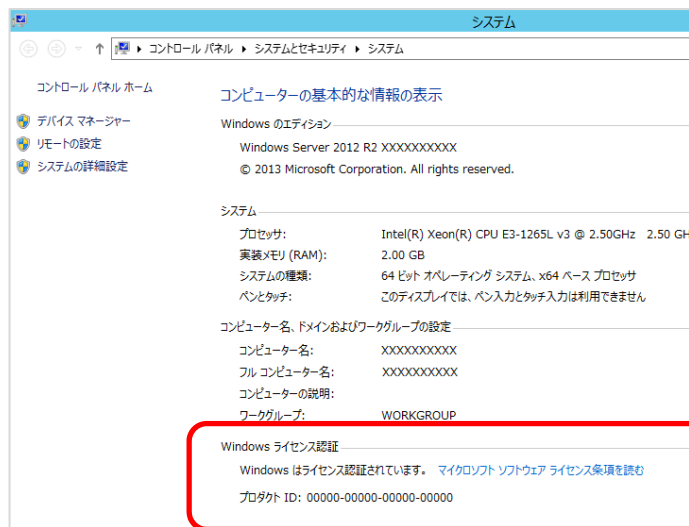 システム
コントロール パネル ▸ システムとセキュリティ ▸ システム
コントロール パネル ホーム
デバイス マネージャー
リモートの設定
システムの詳細設定
コンピューターの基本的な情報の表示
Windows のエディション
Windows Server 2012 R2 XXXXXXXXXX
© 2013 Microsoft Corporation. All rights reserved.
システム
プロセッサ: Intel(R) Xeon(R) CPU E3-1265L v3 @ 2.50GHz 2.50 GH
実装メモリ (RAM): 2.00 GB
システムの種類: 64 ビット オペレーティング システム、x64 ベース プロセッサ
ペンとタッチ: このディスプレイでは、ペン入力とタッチ入力は利用できません
コンピューター名、ドメインおよびワークグループの設定
コンピューター名: XXXXXXXXXX
フル コンピューター名: XXXXXXXXXX
コンピューターの説明:
ワークグループ: WORKGROUP
Windows ライセンス認証
Windows はライセンス認証されています。 マイクロソフト ソフトウェア ライセンス条項を読む
プロダクト ID: 00000-00000-00000-00000